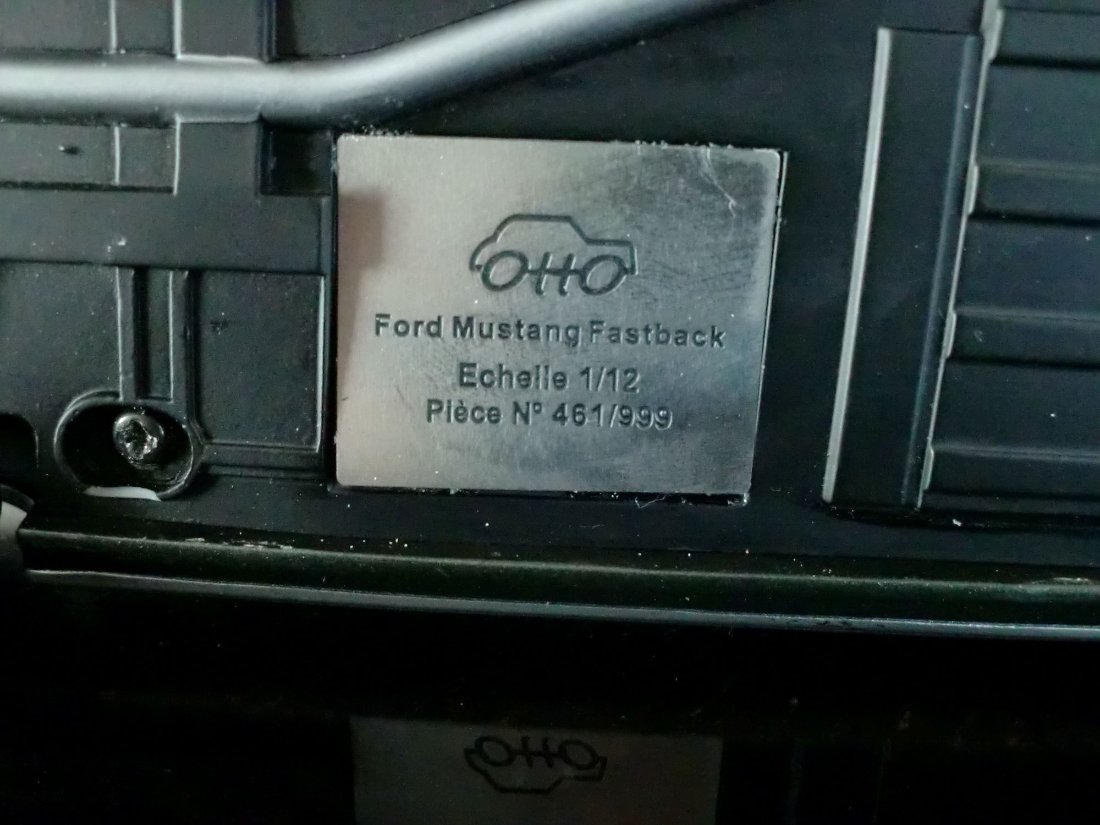 OttO
Ford Mustang Fastback
Echelle 1/12
Pièce N° 461/999
OttO